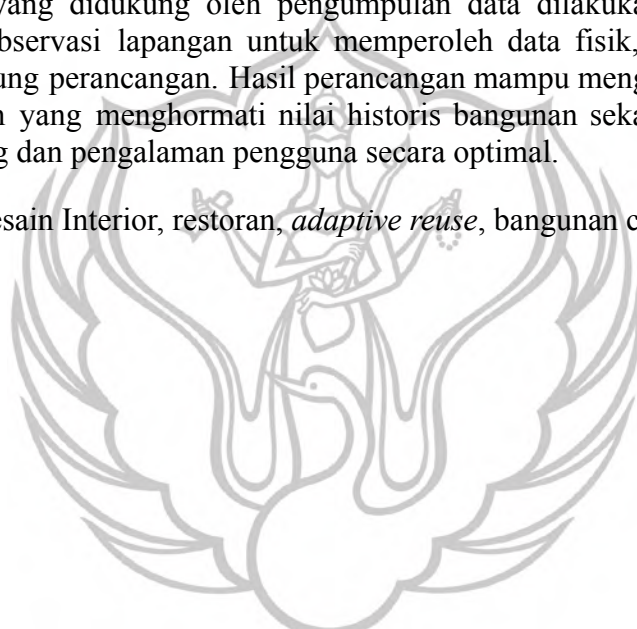 yang didukung oleh pengumpulan data dilakuka
bservasi lapangan untuk memperoleh data fisik,
ung perancangan. Hasil perancangan mampu meng
n yang menghormati nilai historis bangunan seka
g dan pengalaman pengguna secara optimal.
esain Interior, restoran, adaptive reuse, bangunan c